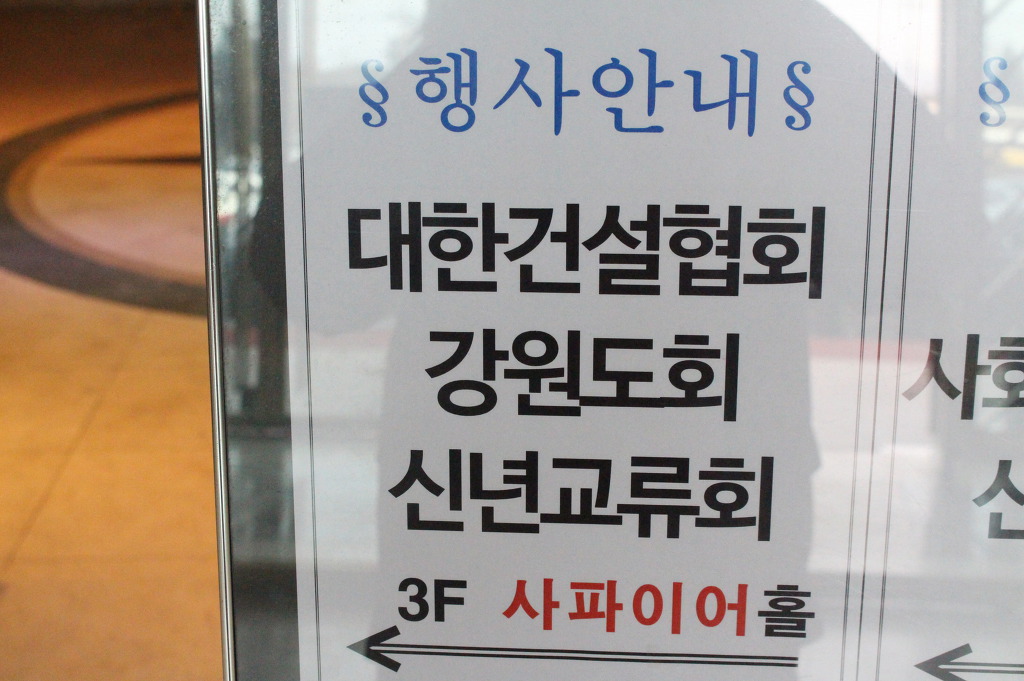 §행사안내§
대한건설협회
강원도회
신년교류회
3F 사파이어홀
§